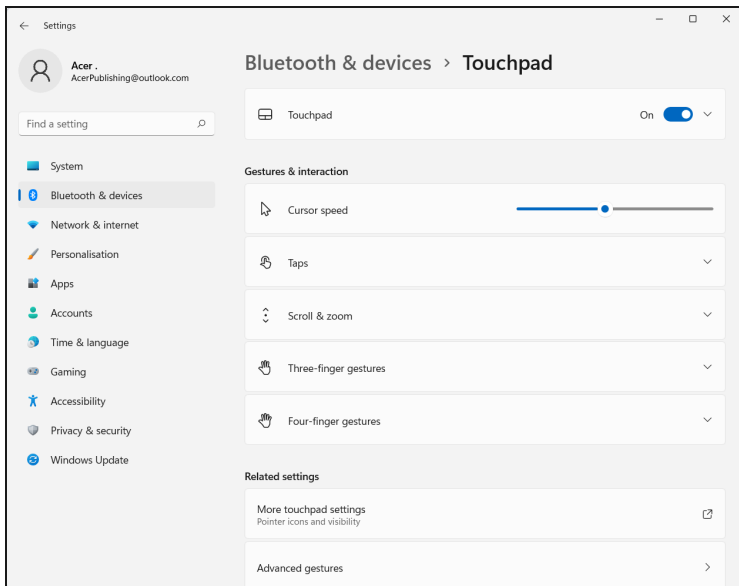 Settings
Acer .
AcerPublishing@outlook.com
Find a setting
System
Bluetooth & devices
Network & internet
Personalisation
Apps
Accounts
Time & language
Gaming
Accessibility
Privacy & security
Windows Update
Bluetooth & devices > Touchpad
Touchpad
On
Gestures & interaction
Cursor speed
Taps
Scroll & zoom
Three-finger gestures
Four-finger gestures
Related settings
More touchpad settings
Pointer icons and visibility
Advanced gestures